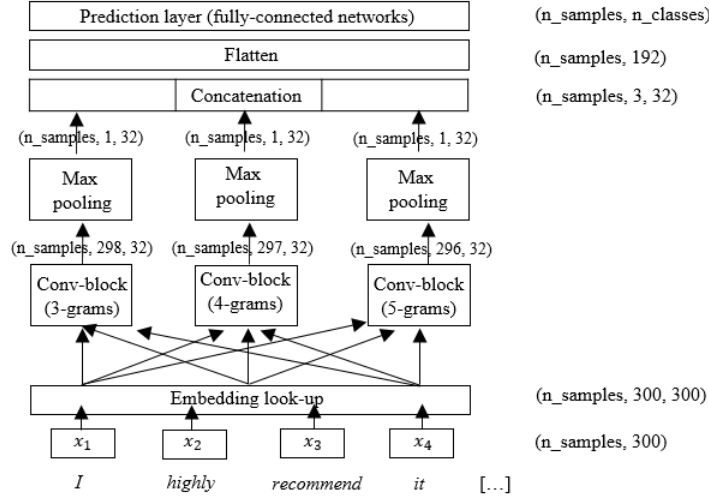 Prediction layer (fully-connected networks) (n_samples, n_classes)
Flatten (n_samples, 192)
Concatenation (n_samples, 3, 32)
(n_samples, 1, 32) (n_samples, 1, 32) (n_samples, 1, 32)
Max Max Max
pooling pooling pooling
(n_samples, 298, 32) (n_samples, 297, 32) (n_samples, 296, 32)
Conv-block Conv-block Conv-block
(3-grams) (4-grams) (5-grams)
Embedding look-up (n_samples, 300, 300)
x₁ x₂ x₃ x₄ (n_samples, 300)
I highly recommend it […]